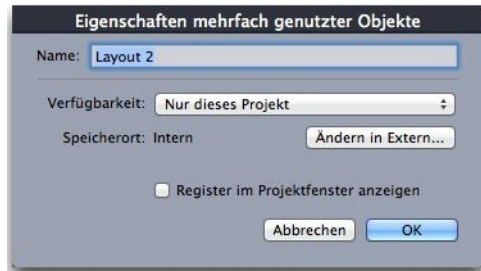 Eigenschaften mehrfach genutzter Objekte
Name: Layout 2
Verfügbarkeit: Nur dieses Projekt
Speicherort: Intern Ändern in Extern...
Register im Projektfenster anzeigen
Abbrechen OK